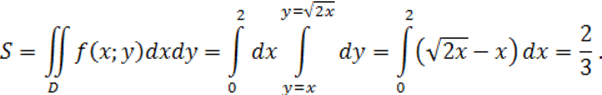 S = ∬_D f(x; y)dxdy = ∫_0^2 dx ∫_{y=x}^{y=√(2x)} dy = ∫_0^2 (√(2x) − x) dx = 2/3 .